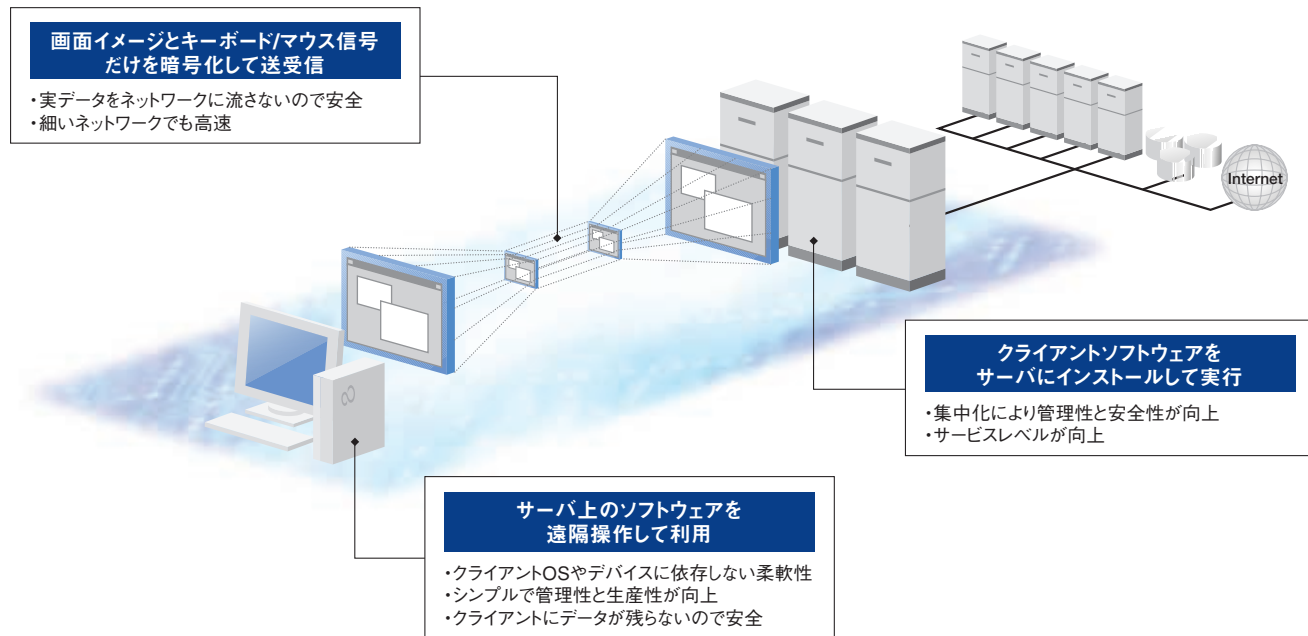 画面イメージとキーボード/マウス信号
だけを暗号化して送受信
・実データをネットワークに流さないので安全
・細いネットワークでも高速
Internet
クライアントソフトウェアを
サーバにインストールして実行
・集中化により管理性と安全性が向上
・サービスレベルが向上
サーバ上のソフトウェアを
遠隔操作して利用
・クライアントOSやデバイスに依存しない柔軟性
・シンプルで管理性と生産性が向上
・クライアントにデータが残らないので安全